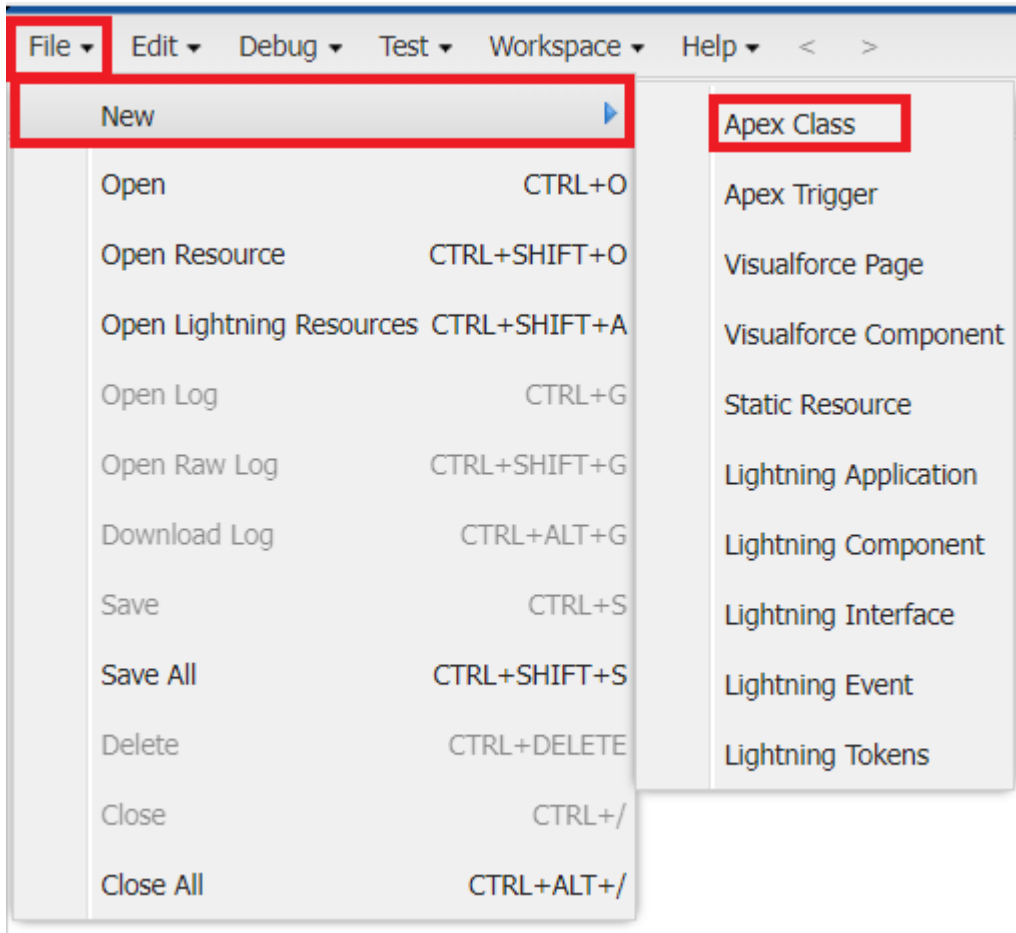 File Edit Debug Test Workspace Help < >
New
Open CTRL+O
Open Resource CTRL+SHIFT+O
Open Lightning Resources CTRL+SHIFT+A
Open Log CTRL+G
Open Raw Log CTRL+SHIFT+G
Download Log CTRL+ALT+G
Save CTRL+S
Save All CTRL+SHIFT+S
Delete CTRL+DELETE
Close CTRL+/
Close All CTRL+ALT+/
Apex Class
Apex Trigger
Visualforce Page
Visualforce Component
Static Resource
Lightning Application
Lightning Component
Lightning Interface
Lightning Event
Lightning Tokens